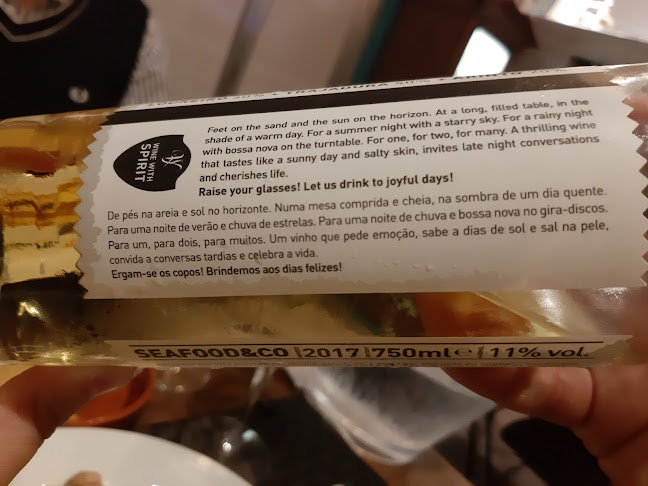 TRAJADURA 40%
Feet on the sand and the sun on the horizon. At a long, filled table, in the
shade of a warm day. For a summer night with a starry sky. For a rainy night
with bossa nova on the turntable. For one, for two, for many. A thrilling wine
that tastes like a sunny day and salty skin, invites late night conversations
and cherishes life.
Raise your glasses! Let us drink to joyful days!
WINE WITH
SPIRIT
De pés na areia e sol no horizonte. Numa mesa comprida e cheia, na sombra de um dia quente.
Para uma noite de verão e chuva de estrelas. Para uma noite de chuva e bossa nova no gira-discos.
Para um, para dois, para muitos. Um vinho que pede emoção, sabe a dias de sol e sal na pele,
convida a conversas tardias e celebra a vida.
Ergam-se os copos! Brindemos aos dias felizes!
SEAFOOD&CO 2017 750ml e 11% vol.